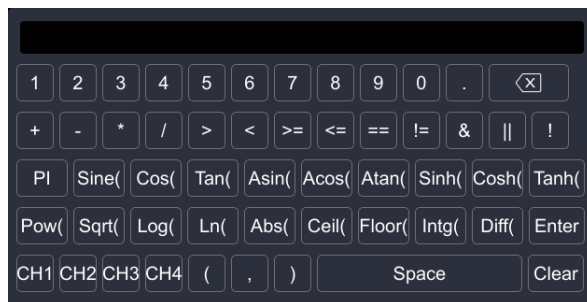 1 2 3 4 5 6 7 8 9 0 .
+ - * / > < >= <= == != & || !
PI Sine( Cos( Tan( Asin( Acos( Atan( Sinh( Cosh( Tanh(
Pow( Sqrt( Log( Ln( Abs( Ceil( Floor( Intg( Diff( Enter
CH1 CH2 CH3 CH4 ( , ) Space Clear